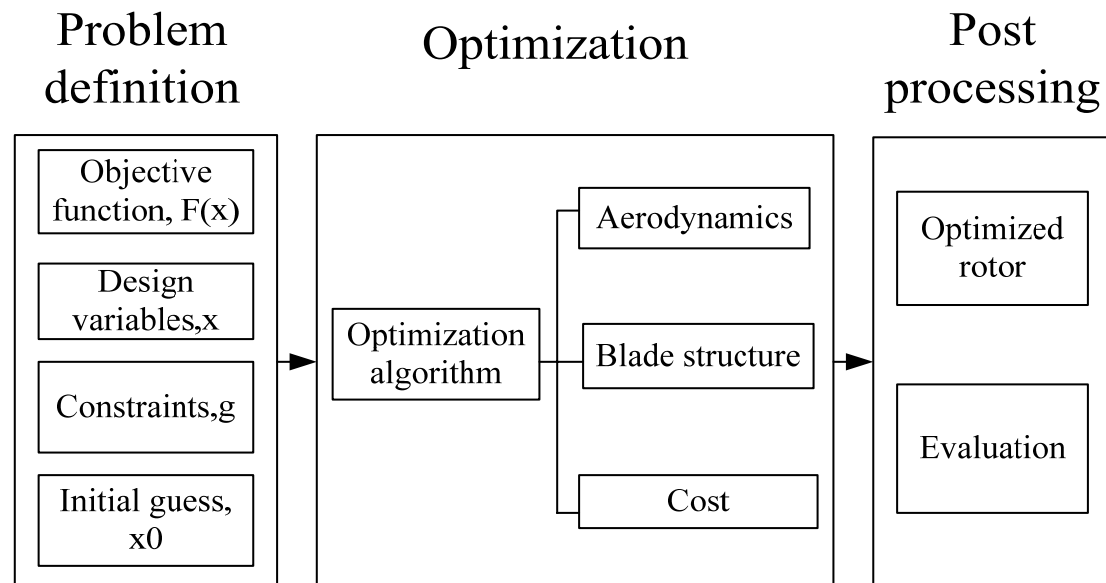 Problem
definition
Optimization
Post
processing
Objective
function, F(x)
Design
variables,x
Constraints,g
Initial guess,
x0
Optimization
algorithm
Aerodynamics
Blade structure
Cost
Optimized
rotor
Evaluation